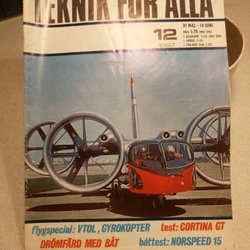 TEKNIK FÖR ALLA
31 MAJ - 14 JUNI
12
1967
flygspecial: VTOL, GYROKOPTER
test: CORTINA GT
DRÖMFÄRD MED BÅT
båttest: NORSPEED 15